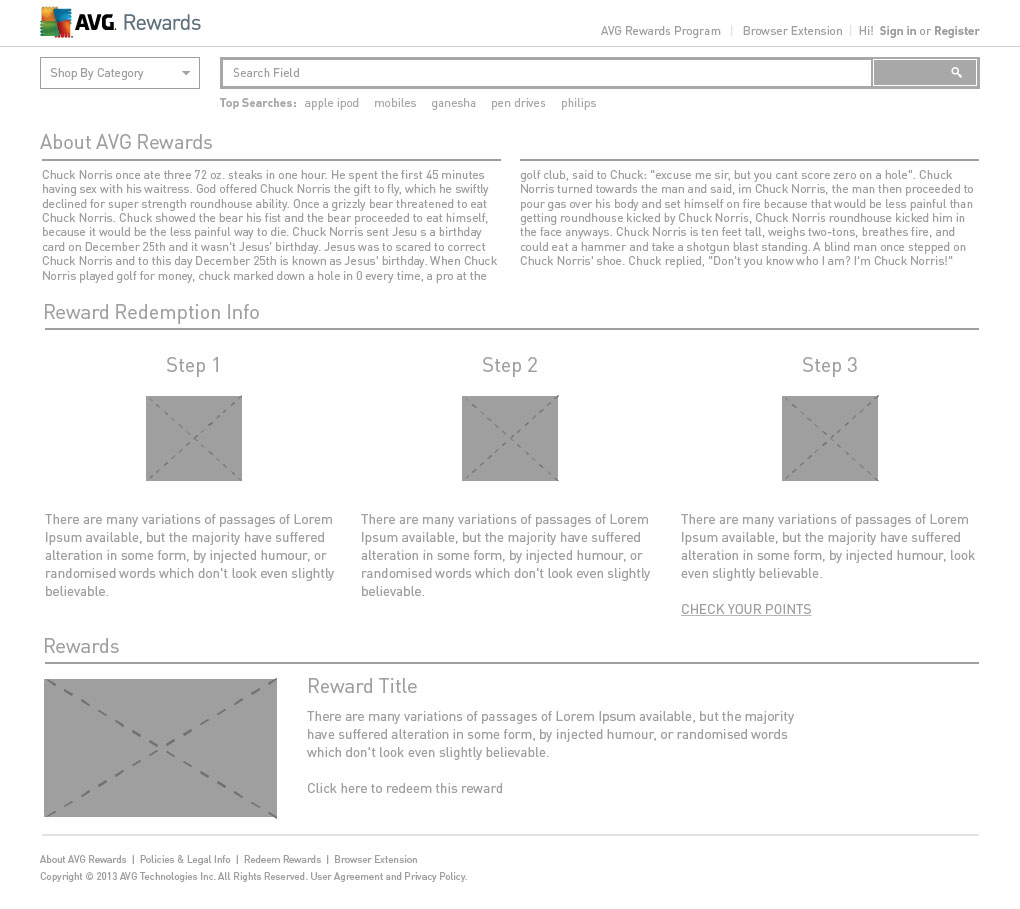 AVG. Rewards
AVG Rewards Program | Browser Extension | Hi! Sign in or Register
Shop By Category
Search Field
Top Searches: apple ipod mobiles ganesha pen drives philips
About AVG Rewards
Chuck Norris once ate three 72 oz. steaks in one hour. He spent the first 45 minutes
having sex with his waitress. God offered Chuck Norris the gift to fly, which he swiftly
declined for super strength roundhouse ability. Once a grizzly bear threatened to eat
Chuck Norris. Chuck showed the bear his fist and the bear proceeded to eat himself,
because it would be the less painful way to die. Chuck Norris sent Jesu s a birthday
card on December 25th and it wasn't Jesus' birthday. Jesus was to scared to correct
Chuck Norris and to this day December 25th is known as Jesus' birthday. When Chuck
Norris played golf for money, chuck marked down a hole in 0 every time, a pro at the
golf club, said to Chuck: "excuse me sir, but you cant score zero on a hole". Chuck
Norris turned towards the man and said, im Chuck Norris, the man then proceeded to
pour gas over his body and set himself on fire because that would be less painful than
getting roundhouse kicked by Chuck Norris, Chuck Norris roundhouse kicked him in
the face anyways. Chuck Norris is ten feet tall, weighs two-tons, breathes fire, and
could eat a hammer and take a shotgun blast standing. A blind man once stepped on
Chuck Norris' shoe. Chuck replied, "Don't you know who I am? I'm Chuck Norris!"
Reward Redemption Info
Step 1
There are many variations of passages of Lorem
Ipsum available, but the majority have suffered
alteration in some form, by injected humour, or
randomised words which don't look even slightly
believable.
Step 2
There are many variations of passages of Lorem
Ipsum available, but the majority have suffered
alteration in some form, by injected humour, or
randomised words which don't look even slightly
believable.
Step 3
There are many variations of passages of Lorem
Ipsum available, but the majority have suffered
alteration in some form, by injected humour, look
even slightly believable.
CHECK YOUR POINTS
Rewards
Reward Title
There are many variations of passages of Lorem Ipsum available, but the majority
have suffered alteration in some form, by injected humour, or randomised words
which don't look even slightly believable.
Click here to redeem this reward
About AVG Rewards | Policies & Legal Info | Redeem Rewards | Browser Extension
Copyright © 2013 AVG Technologies Inc. All Rights Reserved. User Agreement and Privacy Policy.